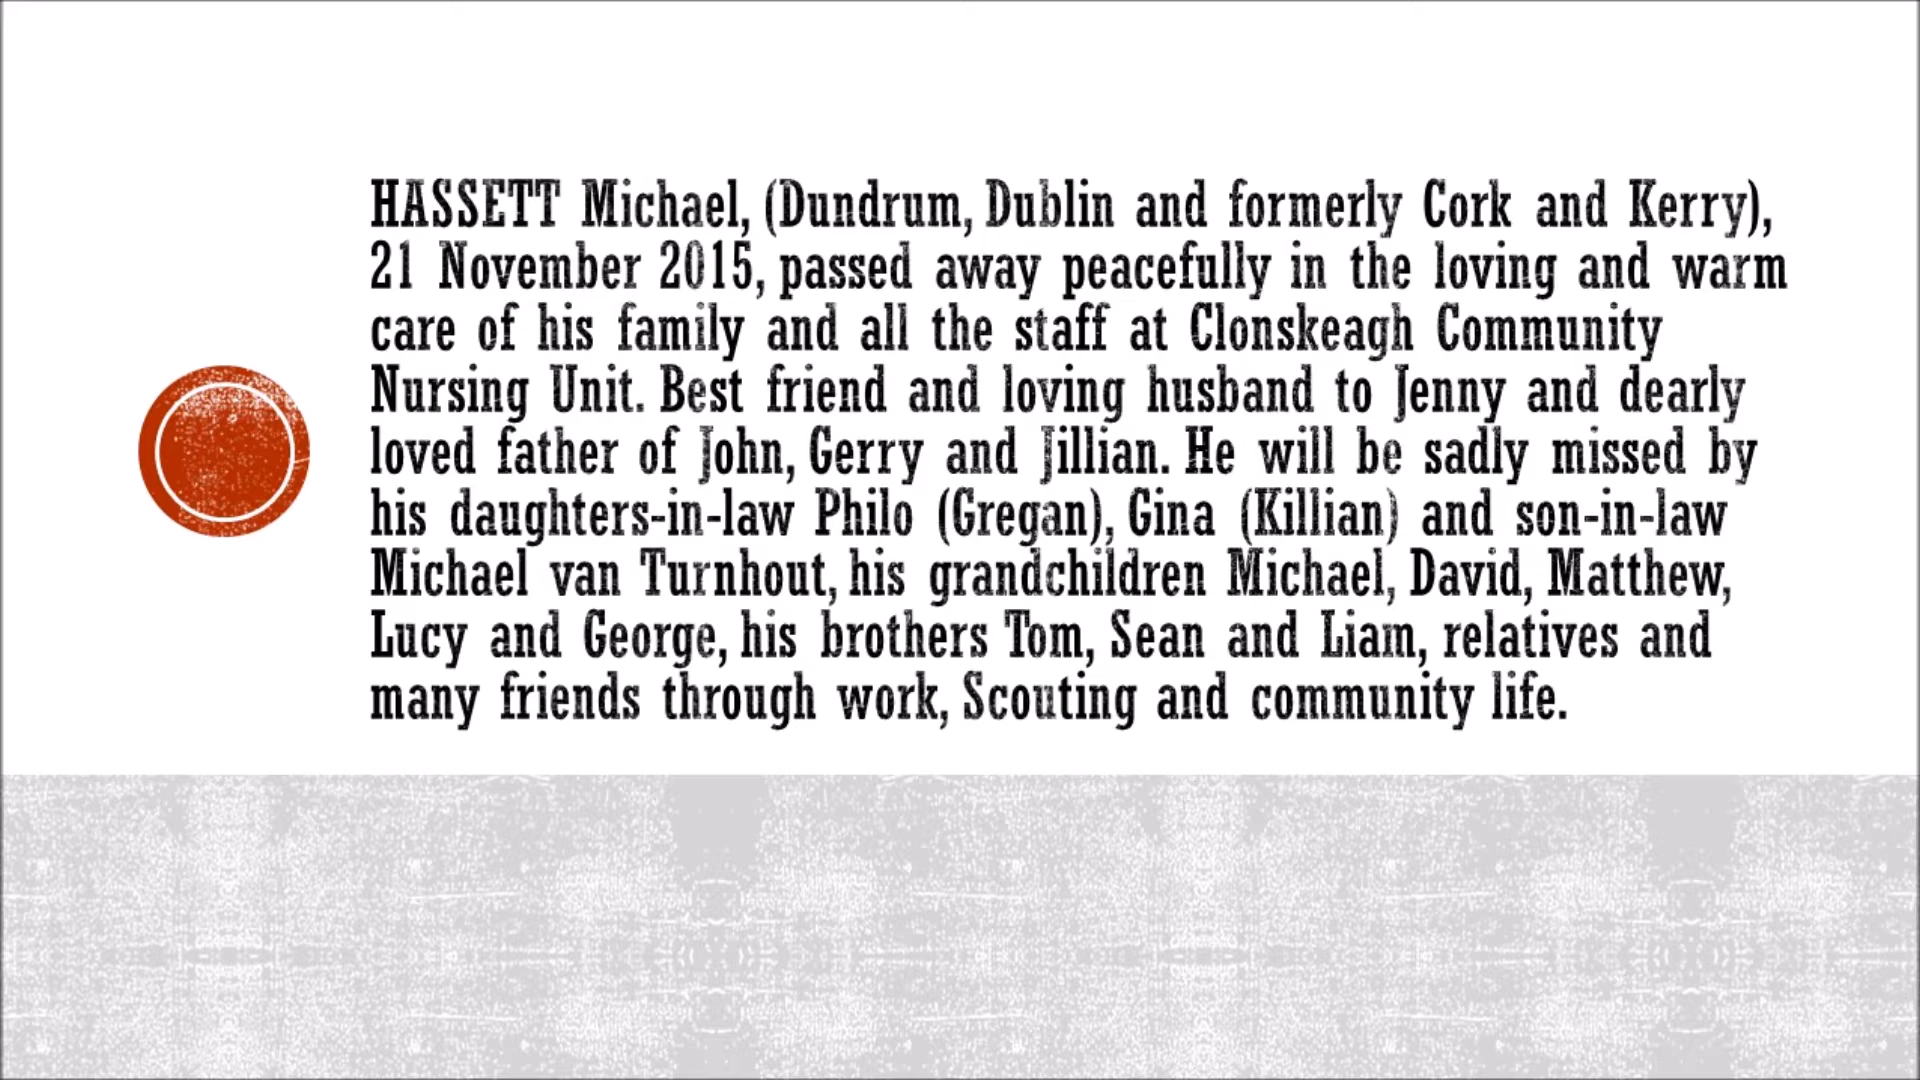 HASSETT Michael, (Dundrum, Dublin and formerly Cork and Kerry),
21 November 2015, passed away peacefully in the loving and warm
care of his family and all the staff at Clonskeagh Community
Nursing Unit. Best friend and loving husband to Jenny and dearly
loved father of John, Gerry and Jillian. He will be sadly missed by
his daughters-in-law Philo (Gregan), Gina (Killian) and son-in-law
Michael van Turnhout, his grandchildren Michael, David, Matthew,
Lucy and George, his brothers Tom, Sean and Liam, relatives and
many friends through work, Scouting and community life.